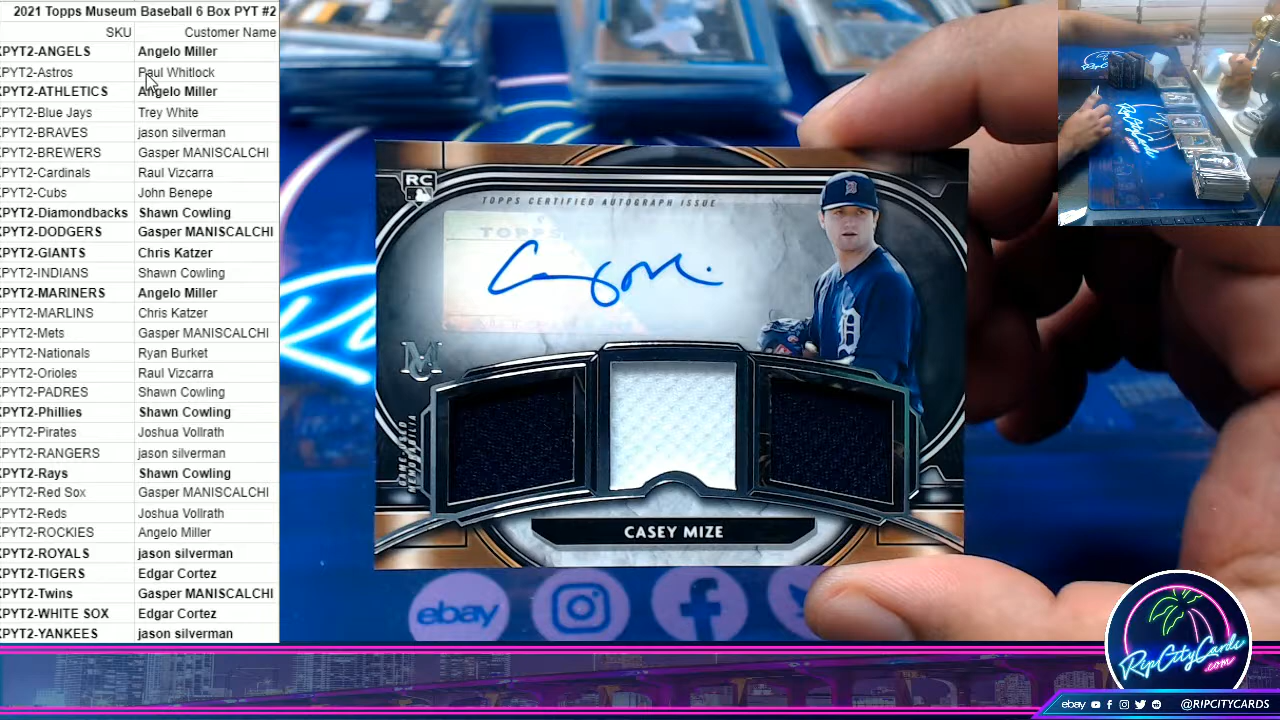 2021 Topps Museum Baseball 6 Box PYT #2
SKU Customer Name
PYT2-ANGELS Angelo Miller
PYT2-Astros Paul Whitlock
PYT2-ATHLETICS Angelo Miller
PYT2-Blue Jays Trey White
PYT2-BRAVES jason silverman
PYT2-BREWERS Gasper MANISCALCHI
PYT2-Cardinals Raul Vizcarra
PYT2-Cubs John Benepe
PYT2-Diamondbacks Shawn Cowling
PYT2-DODGERS Gasper MANISCALCHI
PYT2-GIANTS Chris Katzer
PYT2-INDIANS Shawn Cowling
PYT2-MARINERS Angelo Miller
PYT2-MARLINS Chris Katzer
PYT2-Mets Gasper MANISCALCHI
PYT2-Nationals Ryan Burket
PYT2-Orioles Raul Vizcarra
PYT2-PADRES Shawn Cowling
PYT2-Phillies Shawn Cowling
PYT2-Pirates Joshua Vollrath
PYT2-RANGERS jason silverman
PYT2-Rays Shawn Cowling
PYT2-Red Sox Gasper MANISCALCHI
PYT2-Reds Joshua Vollrath
PYT2-ROCKIES Angelo Miller
PYT2-ROYALS jason silverman
PYT2-TIGERS Edgar Cortez
PYT2-Twins Gasper MANISCALCHI
PYT2-WHITE SOX Edgar Cortez
PYT2-YANKEES jason silverman
RC
TOPPS CERTIFIED AUTOGRAPH ISSUE
TOPPS
MC
GAME-USED
MEMORABILIA
CASEY MIZE
ebay
RipCityCards
.com
ebay @RIPCITYCARDS